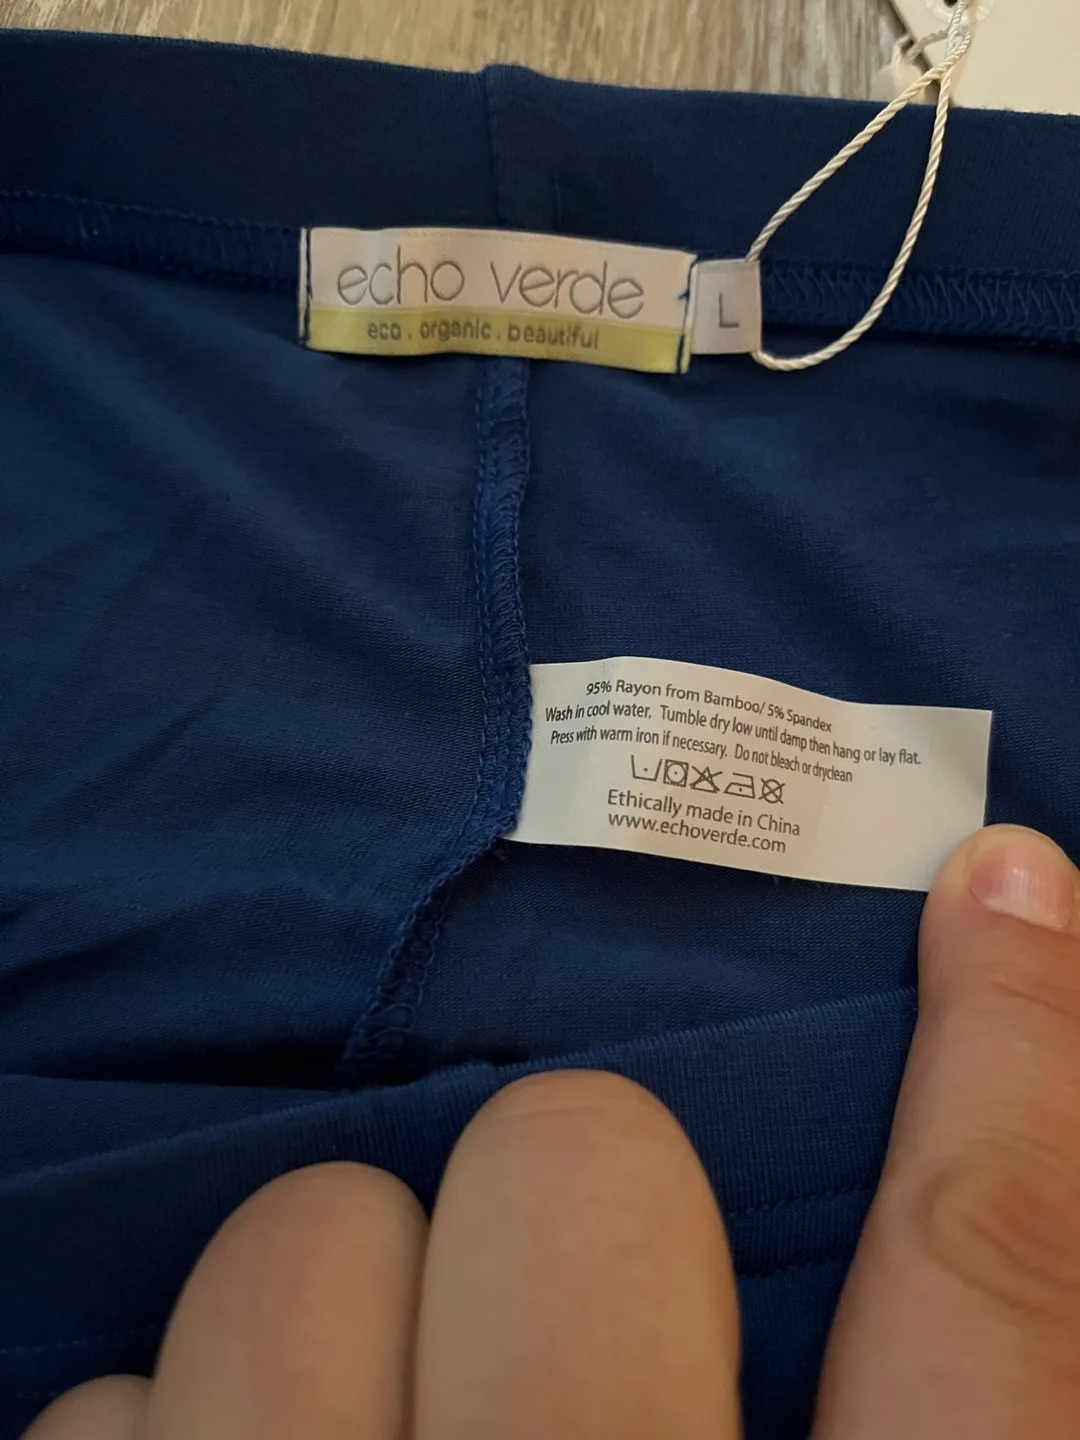 echo verde
eco . organic . beautiful
L
95% Rayon from Bamboo/ 5% Spandex
Wash in cool water. Tumble dry low until damp then hang or lay flat.
Press with warm iron if necessary. Do not bleach or dryclean
Ethically made in China
www.echoverde.com